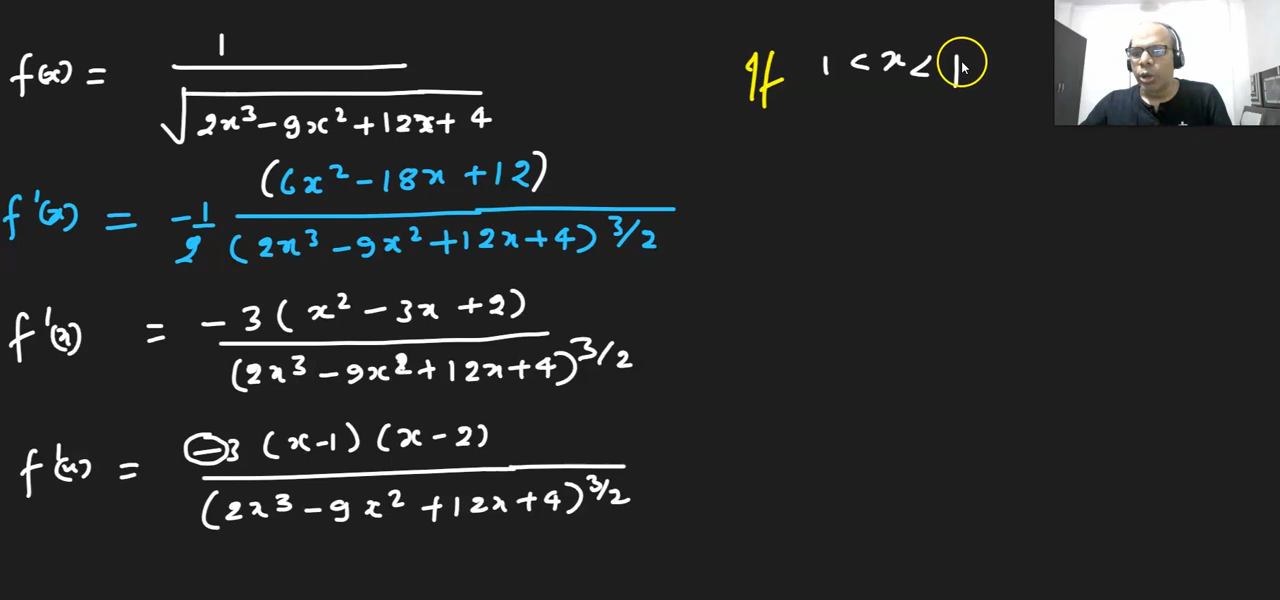 f(x) = 1 / √(2x³ - 9x² + 12x + 4)
f'(x) = -1/2 (6x² - 18x + 12) / (2x³ - 9x² + 12x + 4)^3/2
f'(x) = -3 (x² - 3x + 2) / (2x³ - 9x² + 12x + 4)^3/2
f'(x) = -3 (x-1) (x-2) / (2x³ - 9x² + 12x + 4)^3/2
If 1 < x <